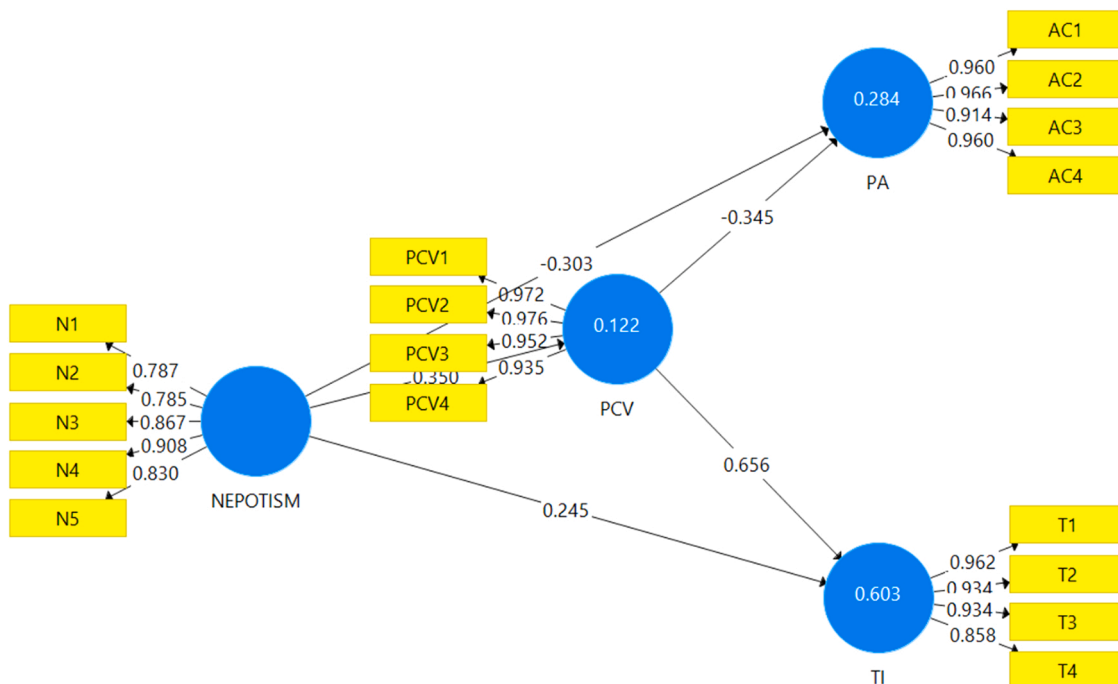 AC1
0.960
AC2
0.966
0.284
0.914
AC3
0.960
AC4
PA
-0.345
-0.303
PCV1
0.972
PCV2
0.976
0.122
PCV3
0.952
0.350
0.935
PCV4
PCV
N1
0.787
N2
0.785
N3
0.867
N4
0.908
0.830
N5
NEPOTISM
0.656
0.245
T1
0.962
T2
0.934
0.603
0.934
T3
0.858
T4
TI